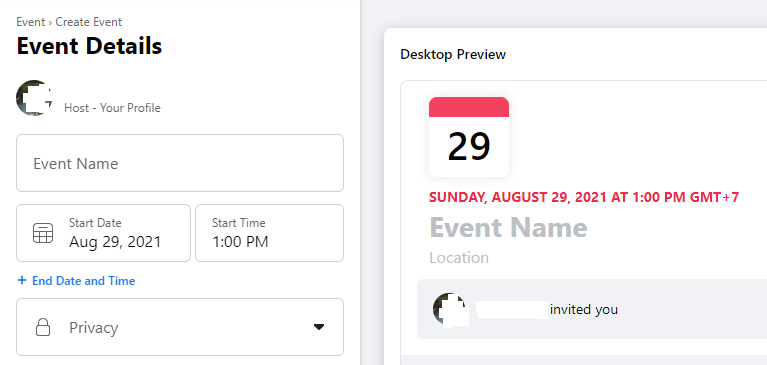 Event › Create Event
Event Details
Host - Your Profile
Event Name
Start Date
Aug 29, 2021
Start Time
1:00 PM
+ End Date and Time
Privacy
Desktop Preview
29
SUNDAY, AUGUST 29, 2021 AT 1:00 PM GMT+7
Event Name
Location
invited you